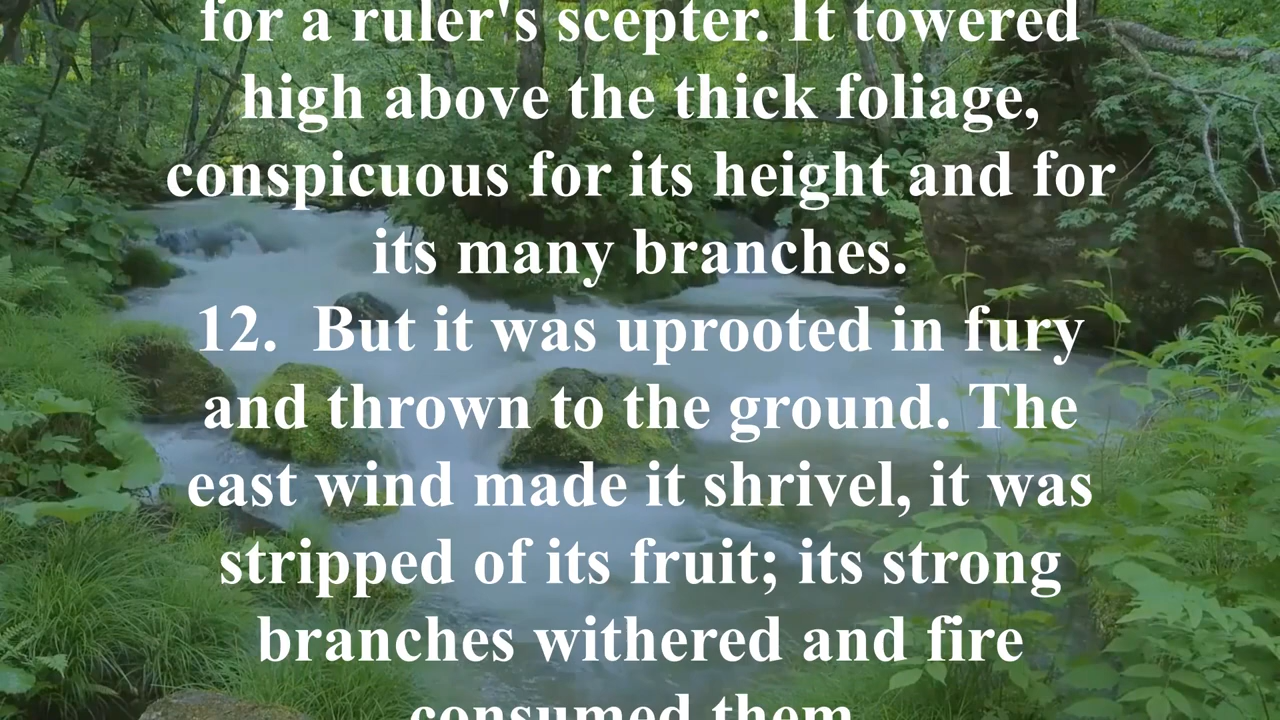 for a ruler's scepter. It towered
high above the thick foliage,
conspicuous for its height and for
its many branches.
12.  But it was uprooted in fury
and thrown to the ground. The
east wind made it shrivel, it was
stripped of its fruit; its strong
branches withered and fire
consumed them.